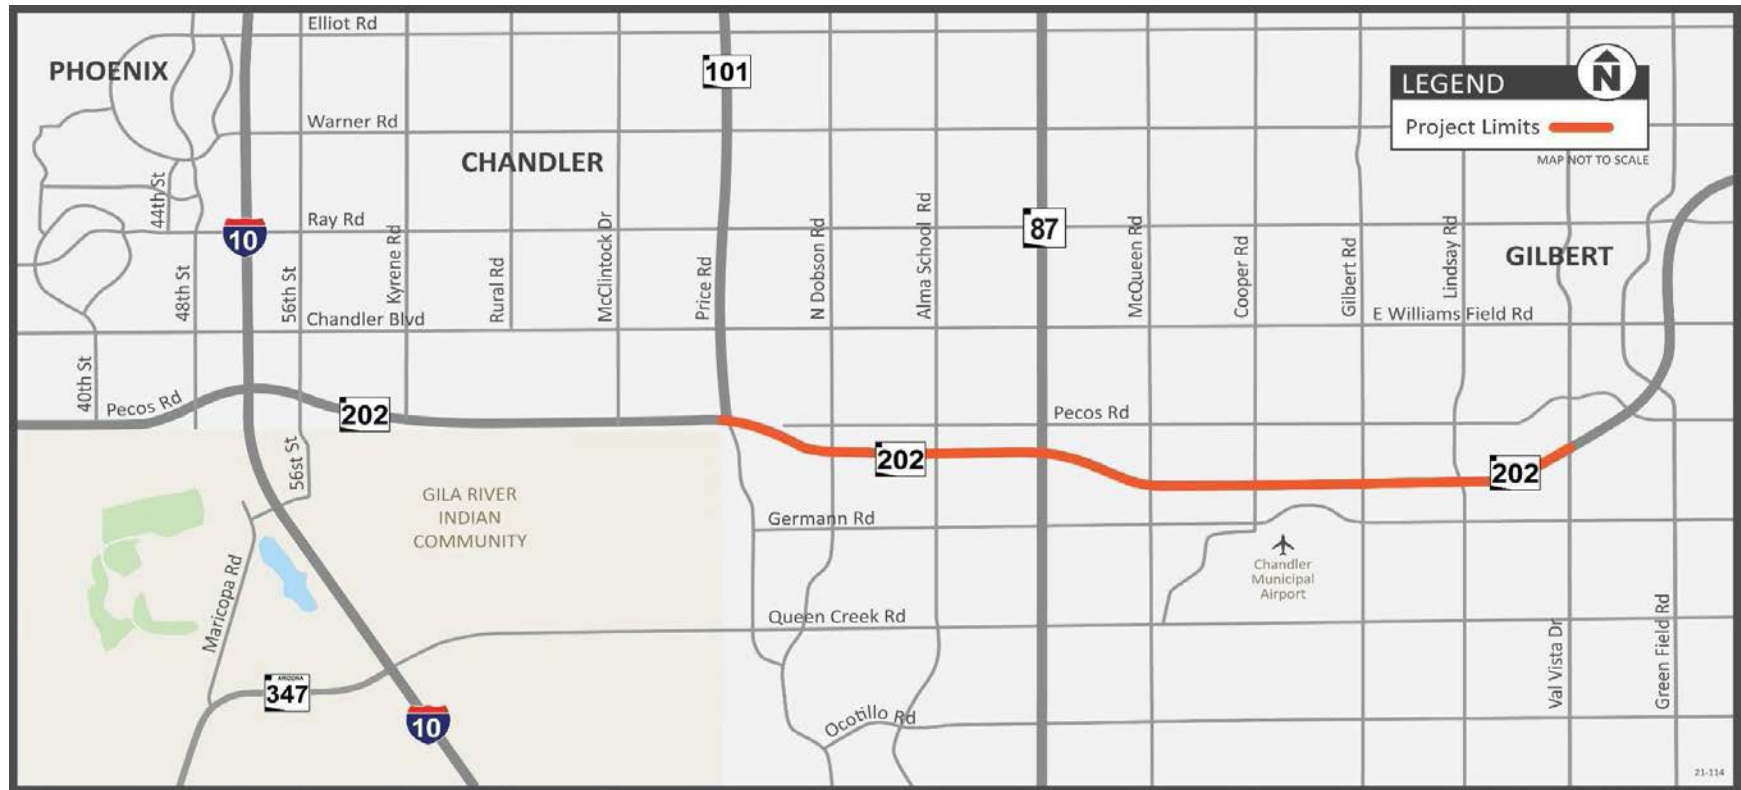 Elliot Rd
PHOENIX
101
LEGEND
N
Project Limits
MAP NOT TO SCALE
Warner Rd
CHANDLER
44th St
Ray Rd
10
87
GILBERT
48th St
56th St
Kyrene Rd
Rural Rd
McClintock Dr
Price Rd
N Dobson Rd
Alma School Rd
McQueen Rd
Cooper Rd
Gilbert Rd
Lindsay Rd
Chandler Blvd
E Williams Field Rd
40th St
Pecos Rd
202
Pecos Rd
202
202
56st St
GILA RIVER
INDIAN
COMMUNITY
Germann Rd
Chandler
Municipal
Airport
Maricopa Rd
Queen Creek Rd
Val Vista Dr
Green Field Rd
ARIZONA
347
10
Ocotillo Rd
21-114